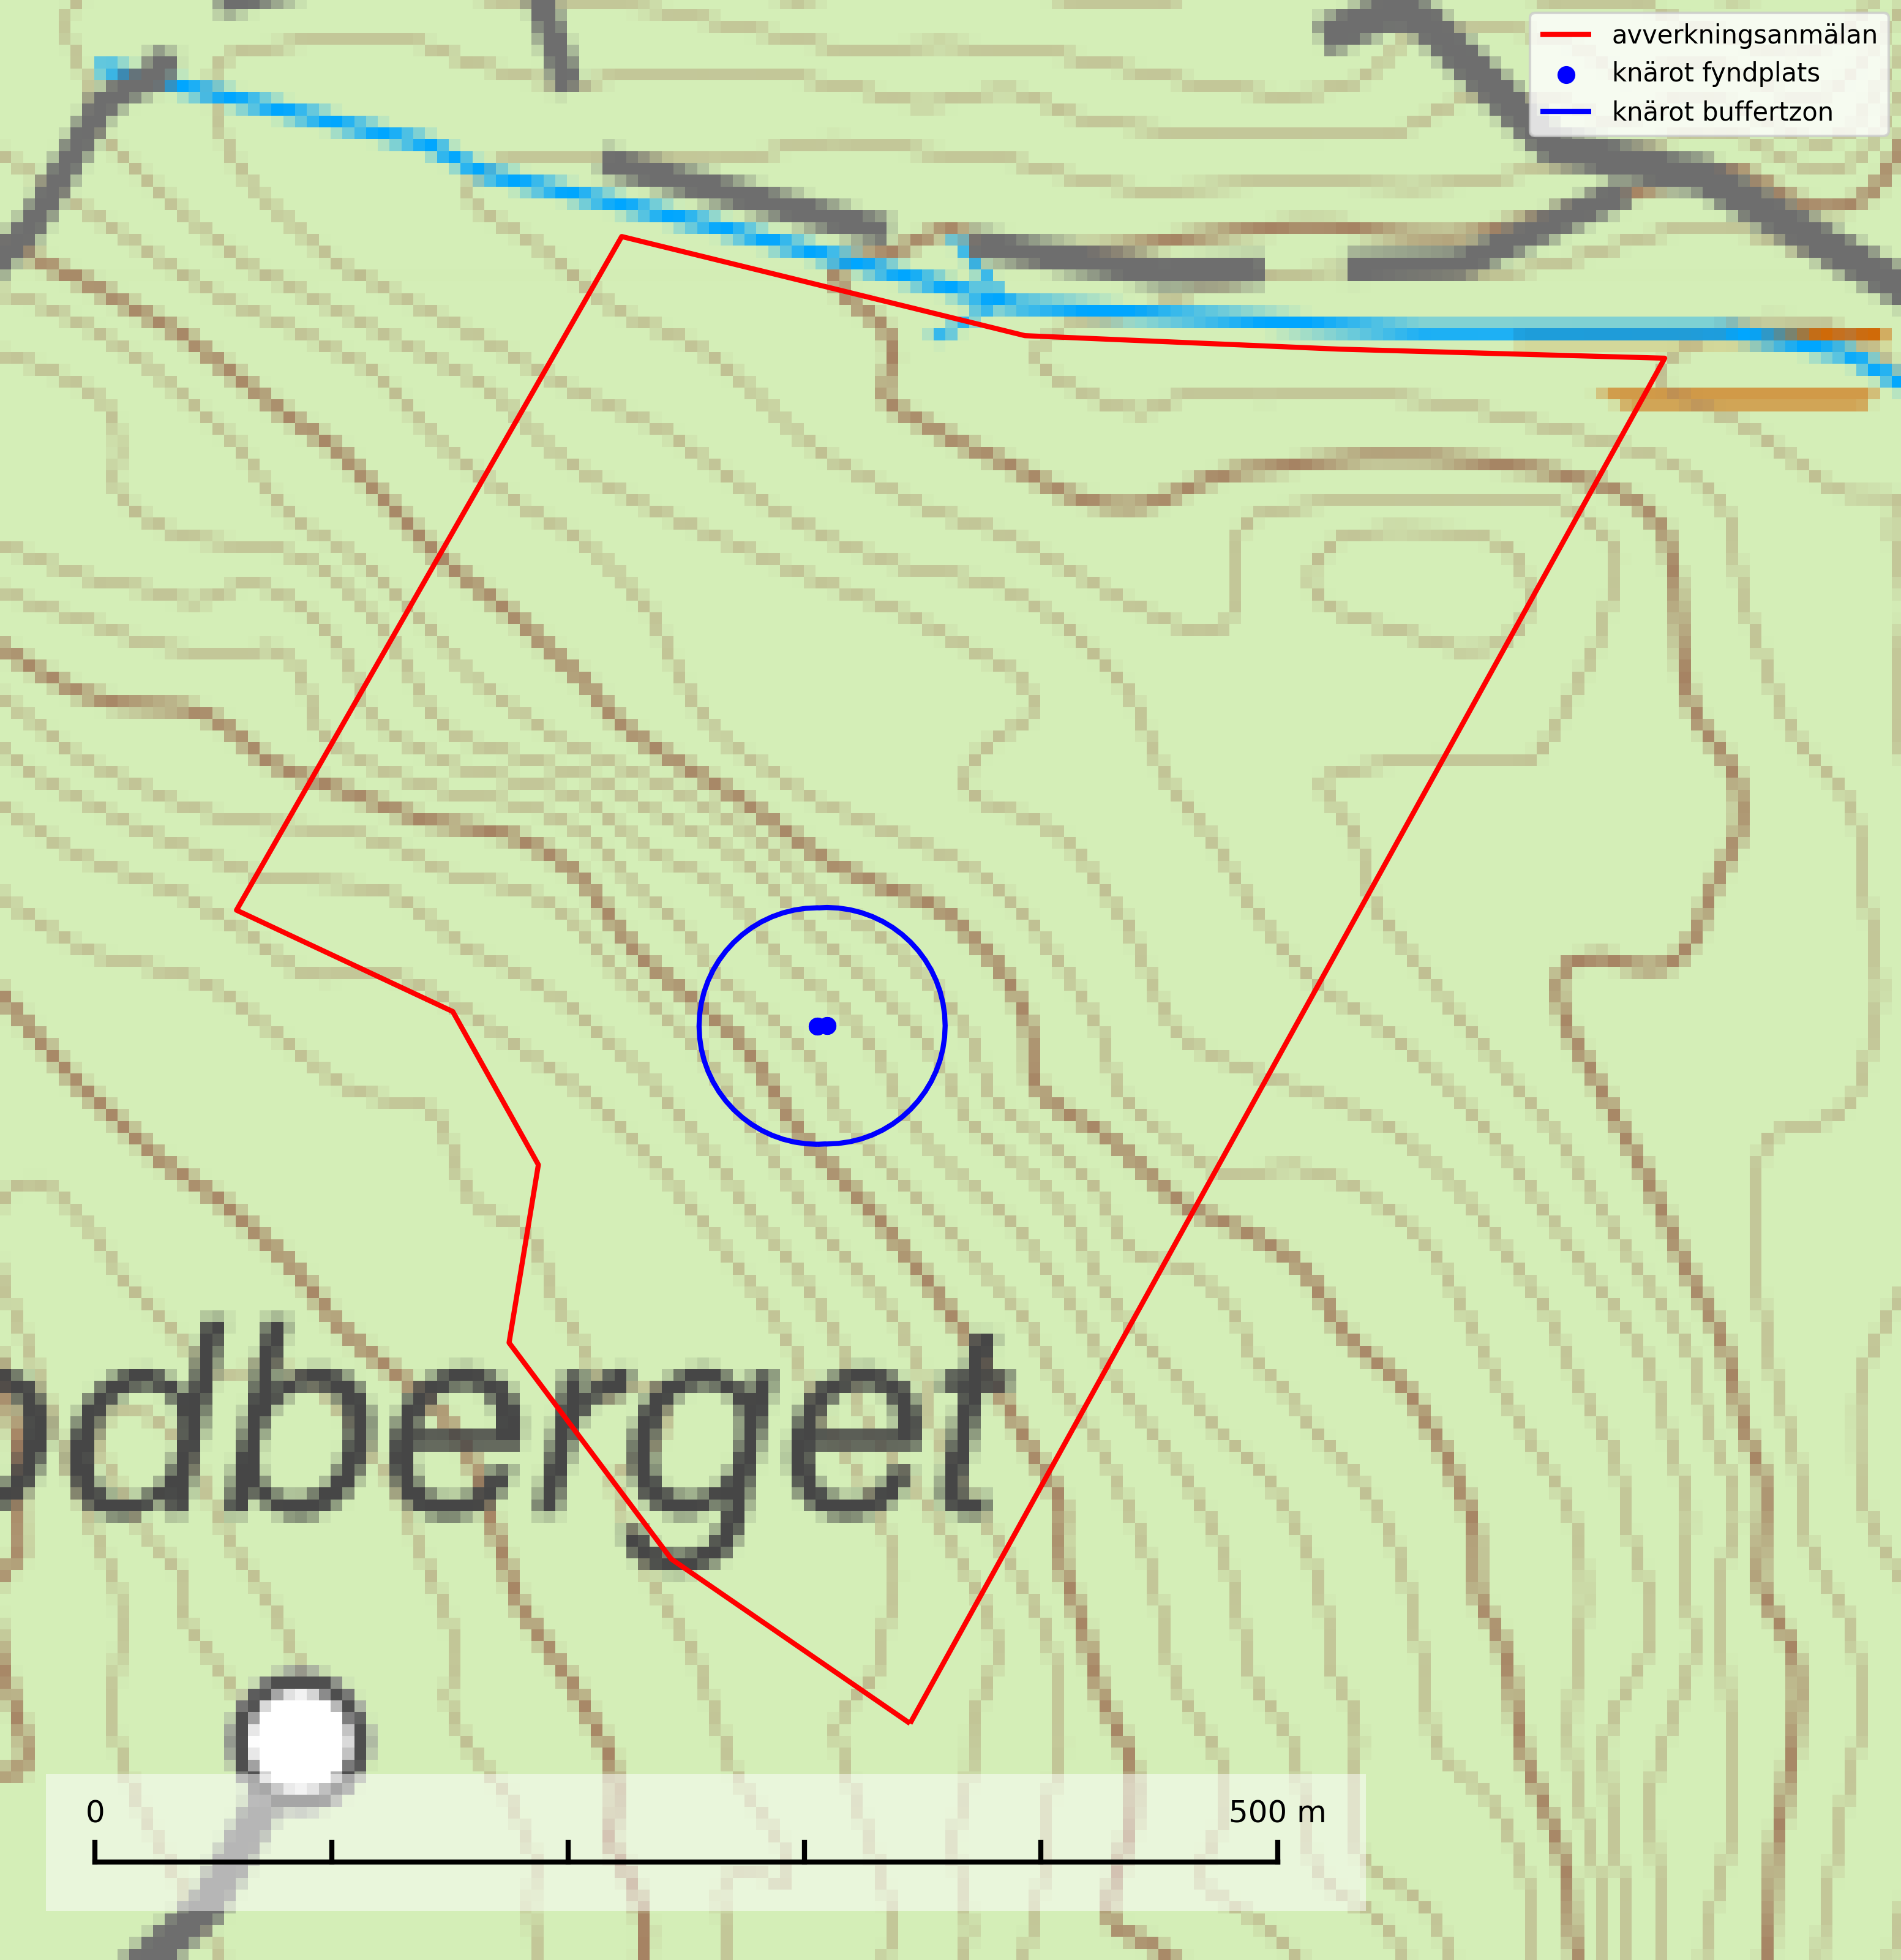 avverkningsanmälan
knärot fyndplats
knärot buffertzon
dberget
0 500 m